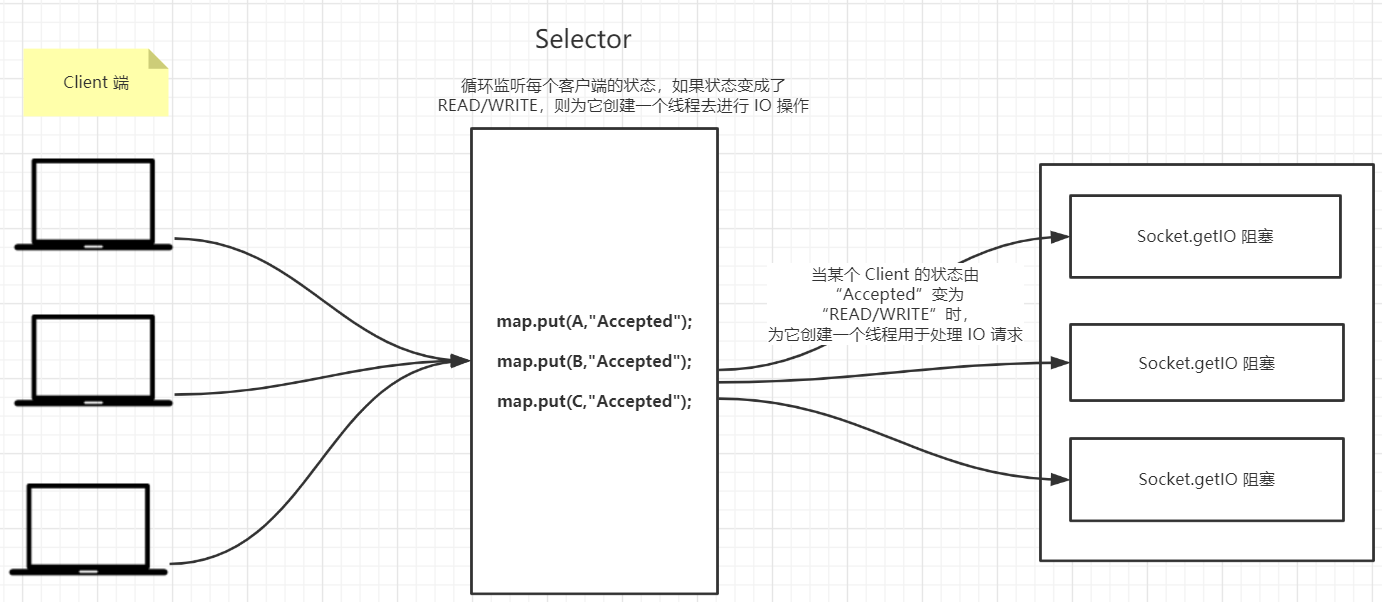 Selector
Client 端
循环监听每个客户端的状态，如果状态变成了
READ/WRITE，则为它创建一个线程去进行 IO 操作
map.put(A,"Accepted");
map.put(B,"Accepted");
map.put(C,"Accepted");
当某个 Client 的状态由
“Accepted”变为
“READ/WRITE”时，
为它创建一个线程用于处理 IO 请求
Socket.getIO 阻塞
Socket.getIO 阻塞
Socket.getIO 阻塞